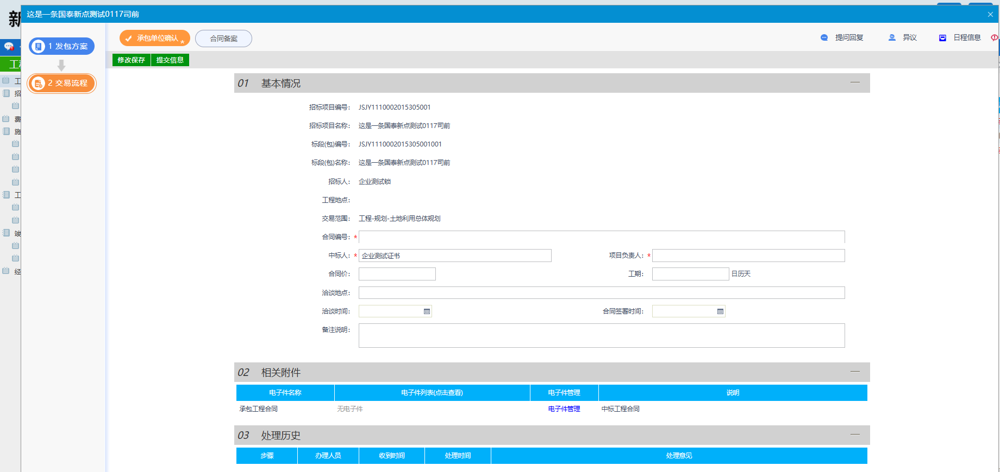 这是一条国泰新点测试0117司前
新
工程
工
招
费
施
工
竣
经
1 发包方案
2 交易流程
承包单位确认 *
合同备案
提问回复
异议
日程信息
修改保存
提交信息
01 基本情况
招标项目编号: JSJY1110002015305001
招标项目名称: 这是一条国泰新点测试0117司前
标段(包)编号: JSJY1110002015305001001
标段(包)名称: 这是一条国泰新点测试0117司前
招标人: 企业测试锁
工程地点:
交易范围: 工程-规划-土地利用总体规划
合同编号: *
中标人: * 企业测试证书 项目负责人: *
合同价: 工期: 日历天
洽谈地点:
洽谈时间: 合同签署时间:
备注说明:
02 相关附件
电子件名称 电子件列表(点击查看) 电子件管理 说明
承包工程合同 无电子件 电子件管理 中标工程合同
03 处理历史
步骤 办理人员 收到时间 处理时间 处理意见